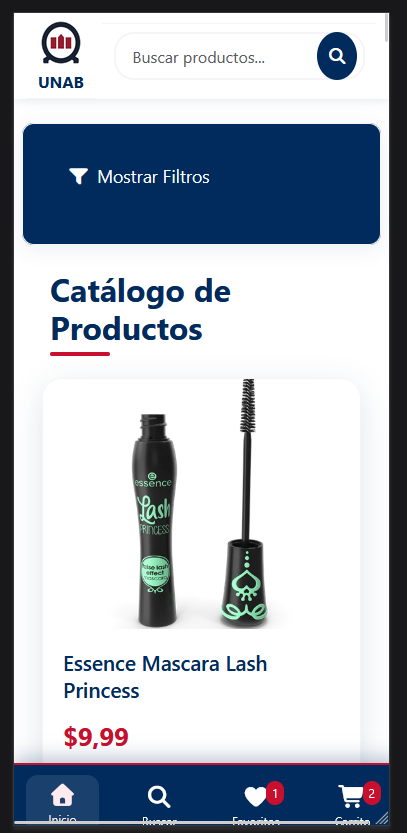 UNAB
Buscar productos...
Mostrar Filtros
Catálogo de
Productos
essence
Lash
PRINCESS
false lash
effect
mascara
Essence Mascara Lash
Princess
$9,99
1
2
Inicio
Buscar
Favoritos
Carrito